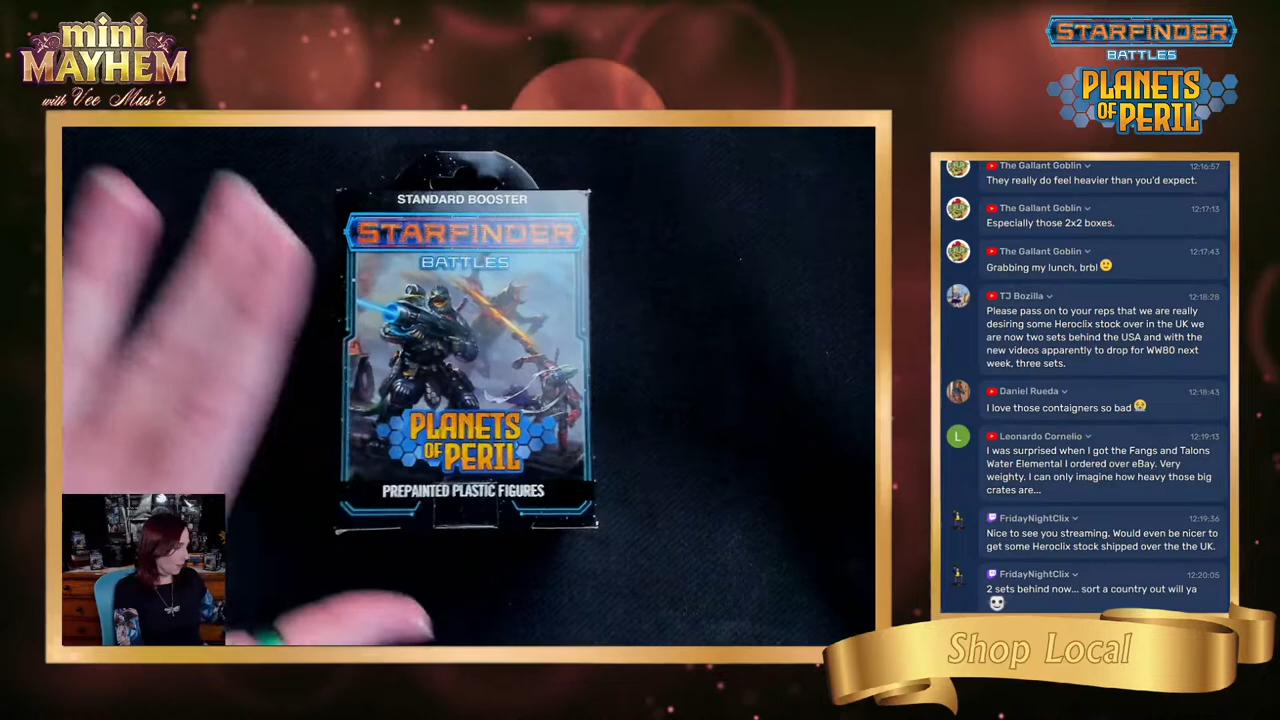 mini
MAYHEM
with Vee Mus'e
STARFINDER
BATTLES
PLANETS
OF PERIL
STANDARD BOOSTER
STARFINDER
BATTLES
PLANETS
OF PERIL
PREPAINTED PLASTIC FIGURES
The Gallant Goblin 12:16:57
They really do feel heavier than you'd expect.
The Gallant Goblin 12:17:13
Especially those 2x2 boxes.
The Gallant Goblin 12:17:43
Grabbing my lunch, brb!
TJ Bozilla 12:18:28
Please pass on to your reps that we are really
desiring some Heroclix stock over in the UK we
are now two sets behind the USA and with the
new videos apparently to drop for WW80 next
week, three sets.
Daniel Rueda 12:18:43
I love those contaigners so bad
L
Leonardo Cornelio 12:19:13
I was surprised when I got the Fangs and Talons
Water Elemental I ordered over eBay. Very
weighty. I can only imagine how heavy those big
crates are...
FridayNightClix 12:19:36
Nice to see you streaming. Would even be nicer to
get some Heroclix stock shipped over the the UK.
FridayNightClix 12:20:05
2 sets behind now... sort a country out will ya
Shop Local